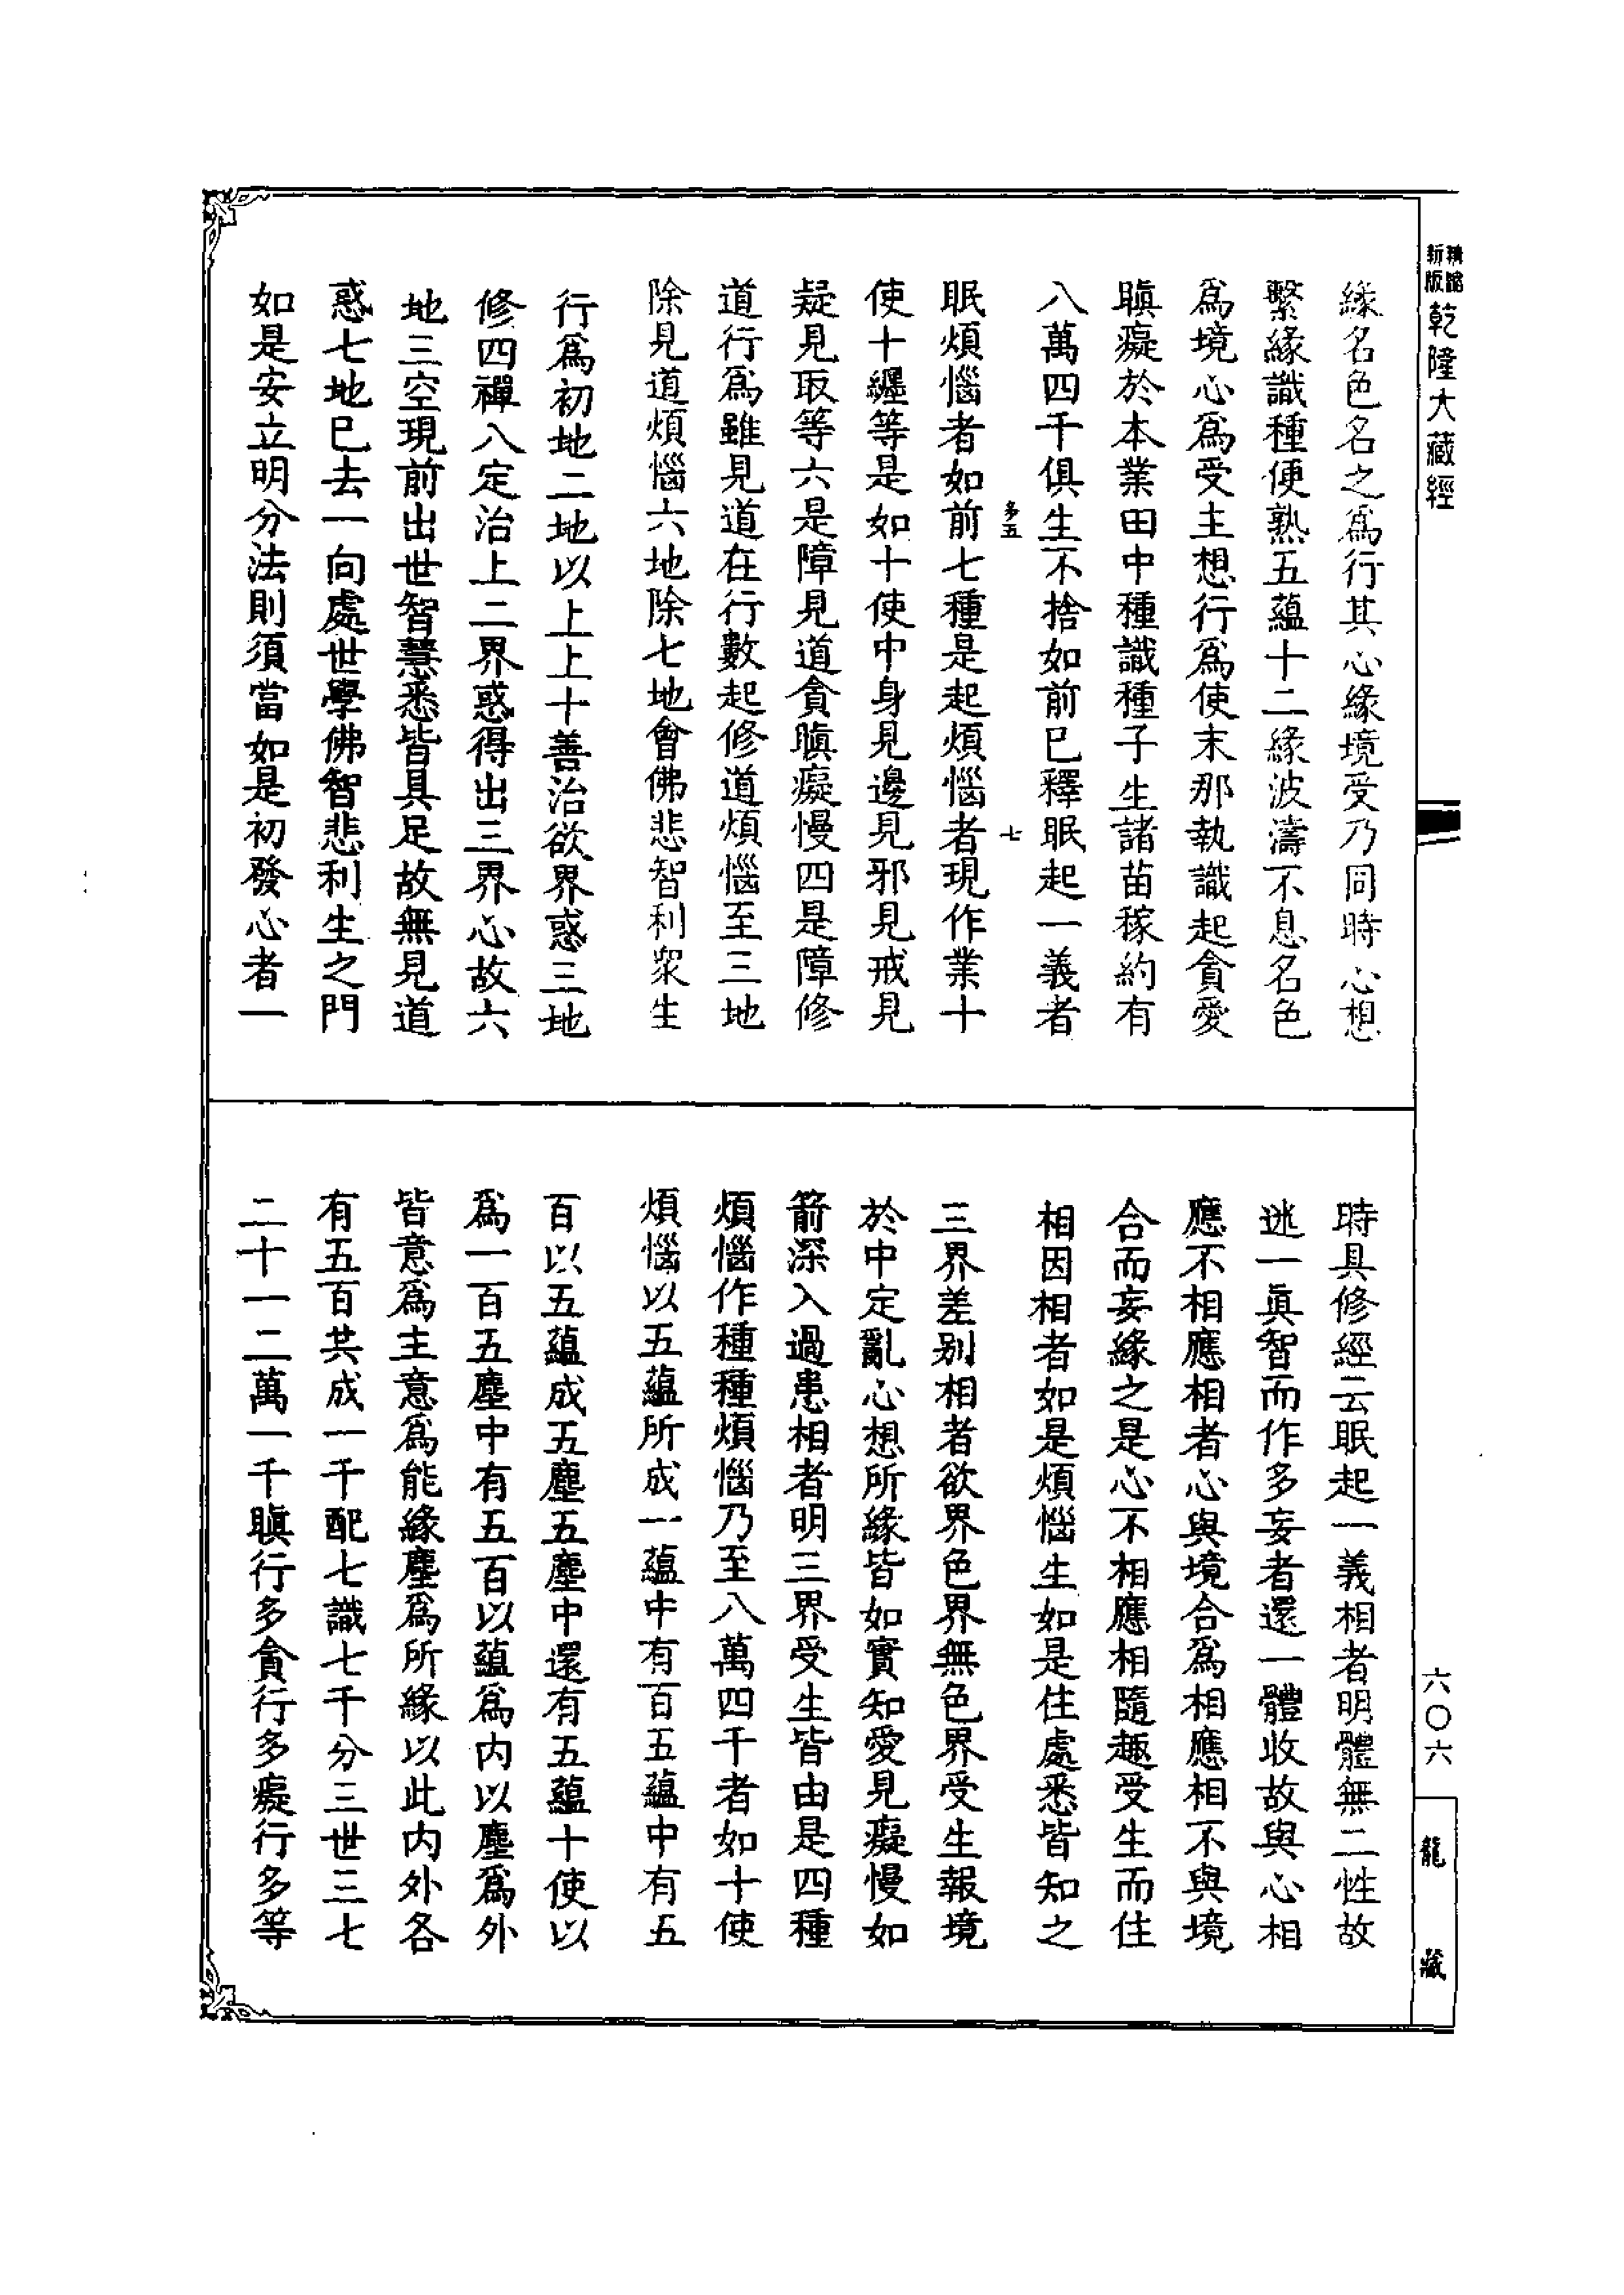 新版精縮乾隆大藏經
緣名色名之爲行其心緣境受乃同時心想
繫緣識種便熟五蘊十二緣波濤不息名色
爲境心爲受主想行爲使末那執識起貪愛
瞋癡於本業田中種識種子生諸苗稼約有
八萬四千俱生不捨如前已釋眠起一義者
多五 七
眠煩惱者如前七種是起煩惱者現作業十
使十纏等是如十使中身見邊見邪見戒見
疑見取等六是障見道貪瞋癡慢四是障修
道行爲雖見道在行數起修道煩惱至三地
除見道煩惱六地除七地會佛悲智利衆生
行爲初地二地以上上十善治欲界惑三地
修四禪八定治上二界惑得出三界心故六
地三空現前出世智慧悉皆具足故無見道
惑七地已去一向處世學佛智悲利生之門
如是安立明分法則須當如是初發心者一
時具修經云眠起一義相者明體無二性故
迷一眞智而作多妄者還一體收故與心相
應不相應相者心與境合爲相應相不與境
合而妄緣之是心不相應相隨趣受生而住
相因相者如是煩惱生如是住處悉皆知之
三界差别相者欲界色界無色界受生報境
於中定亂心想所緣皆如實知愛見癡慢如
箭深入過患相者明三界受生皆由是四種
煩惱作種種煩惱乃至八萬四千者如十使
煩惱以五蘊所成一蘊中有百五蘊中有五
百以五蘊成五塵五塵中還有五蘊十使以
爲一百五塵中有五百以蘊爲内以塵爲外
皆意爲主意爲能緣塵爲所緣以此内外各
有五百共成一千配七識七千分三世三七
二十一二萬一千瞋行多貪行多癡行多等
六〇六
龍藏